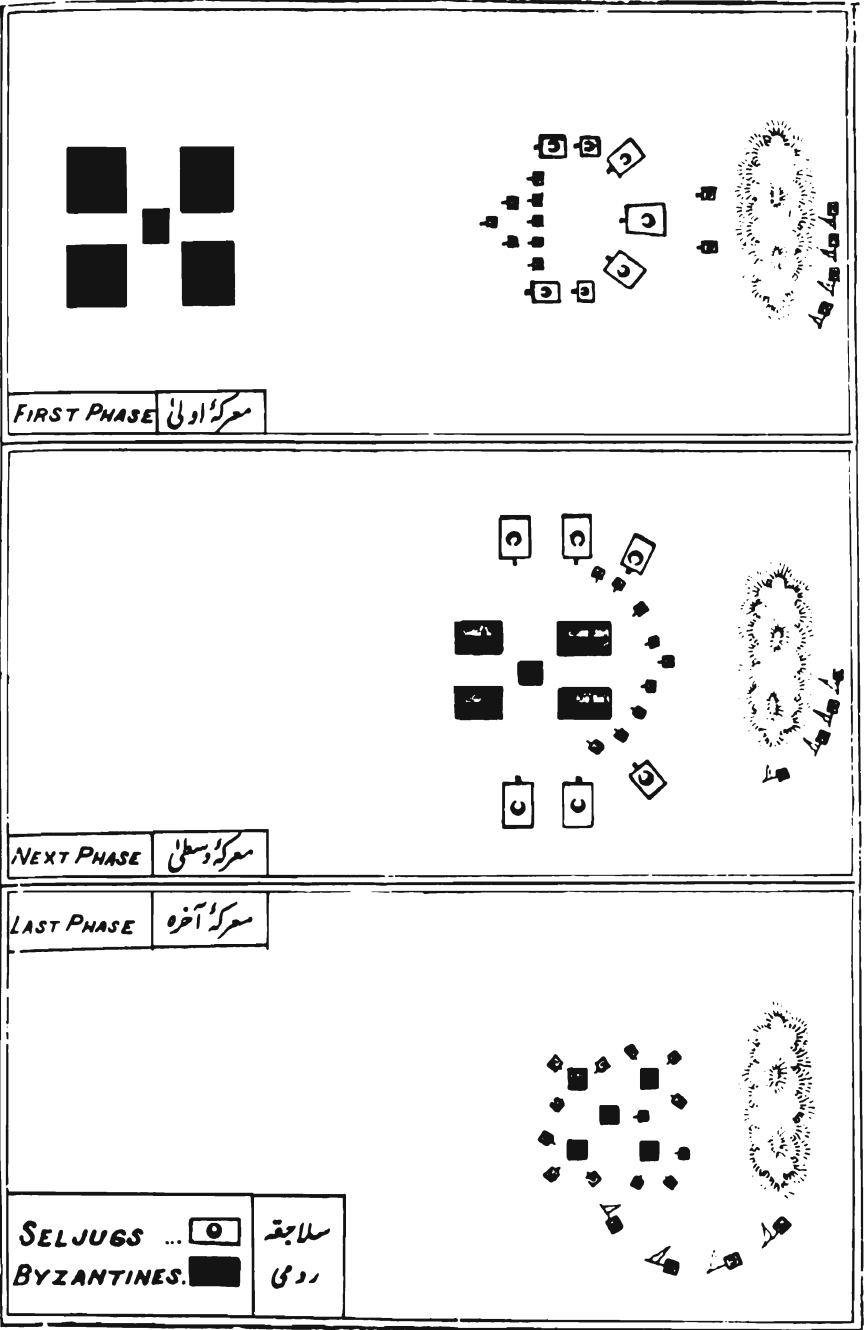 FIRST PHASE معرکۂ اولیٰ
NEXT PHASE معرکۂ وسطیٰ
LAST PHASE معرکۂ آخرہ
SELJUGS ... سلاجقہ
BYZANTINES. رومی